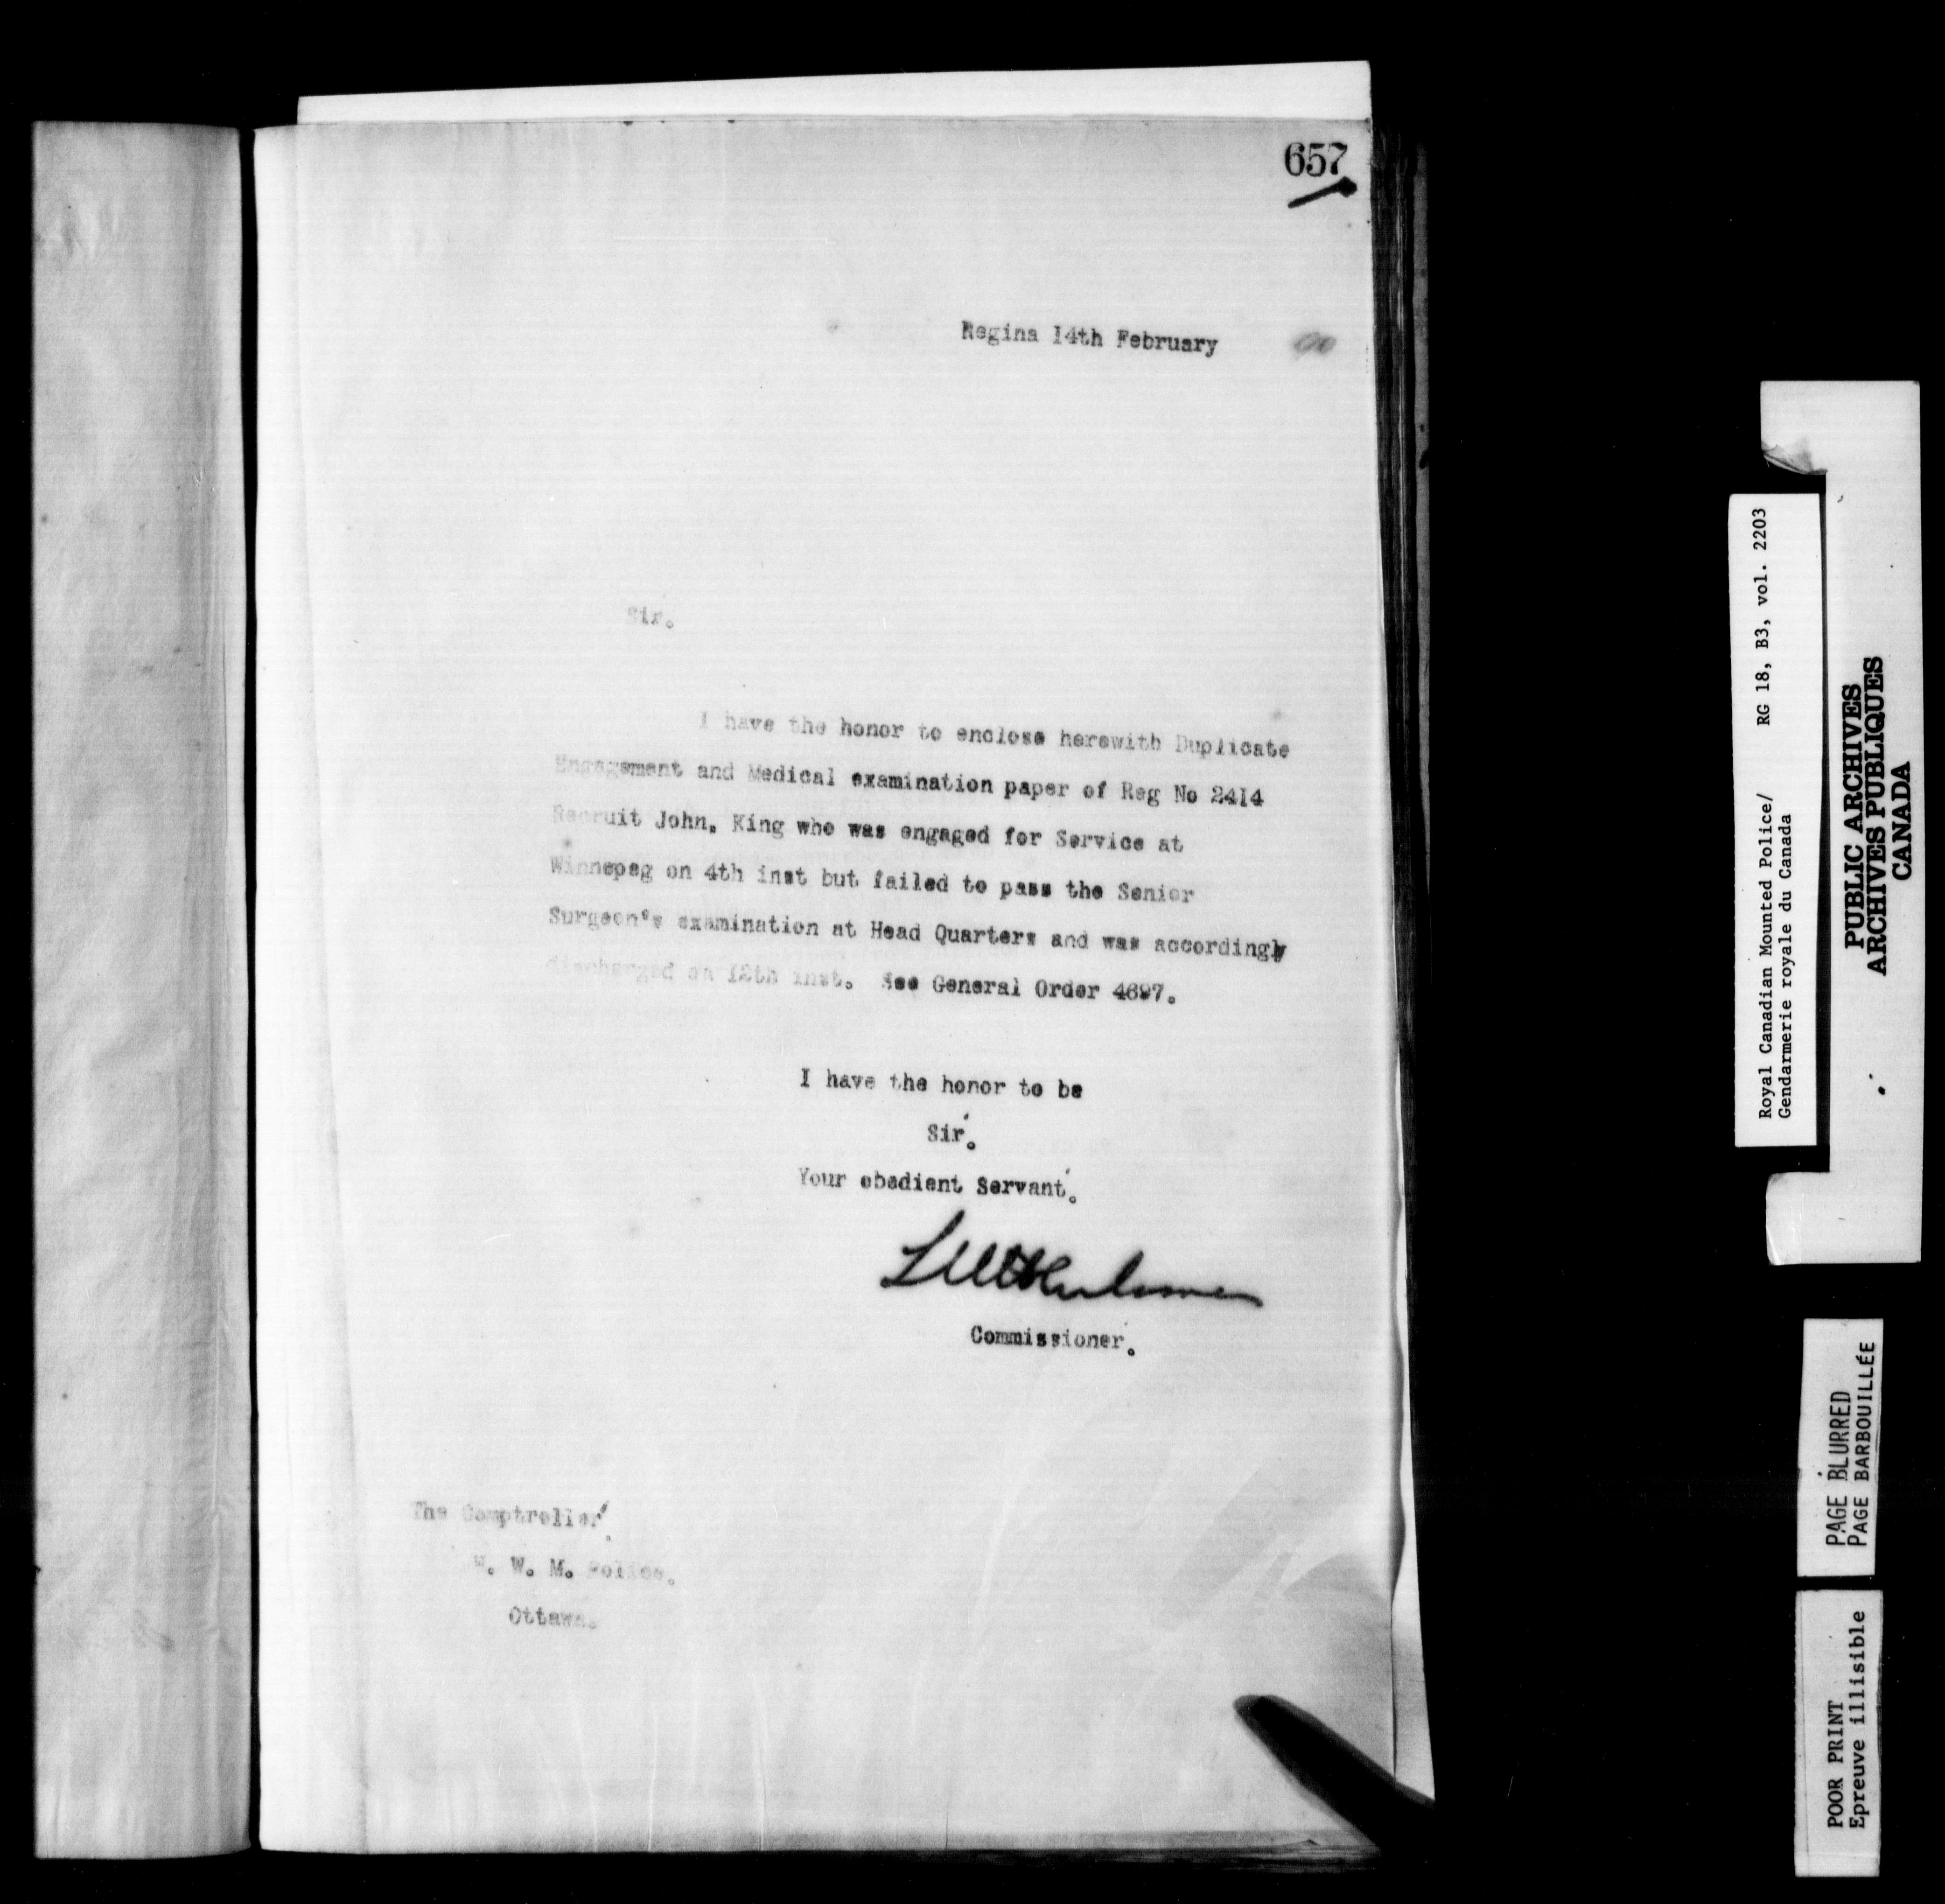 657
Regina 14th February 90
Sir.
I have the honor to enclose herewith Duplicate
Engagement and Medical examination paper of Reg No 2414
Recruit John. King who was engaged for Service at
Winnepeg on 4th inst but failed to pass the Senior
Surgeon's examination at Head Quarters and was accordingly
discharged on 12th inst. See General Order 4697.
I have the honor to be
Sir.
Your obedient Servant.
Commissioner.
The Comptroller.
N. W. M. Police.
Ottawa.
Royal Canadian Mounted Police/ RG 18, B3, vol. 2203
Gendarmerie royale du Canada
PUBLIC ARCHIVES
ARCHIVES PUBLIQUES
CANADA
PAGE BLURRED
PAGE BARBOUILLÉE
POOR PRINT
Epreuve illisible